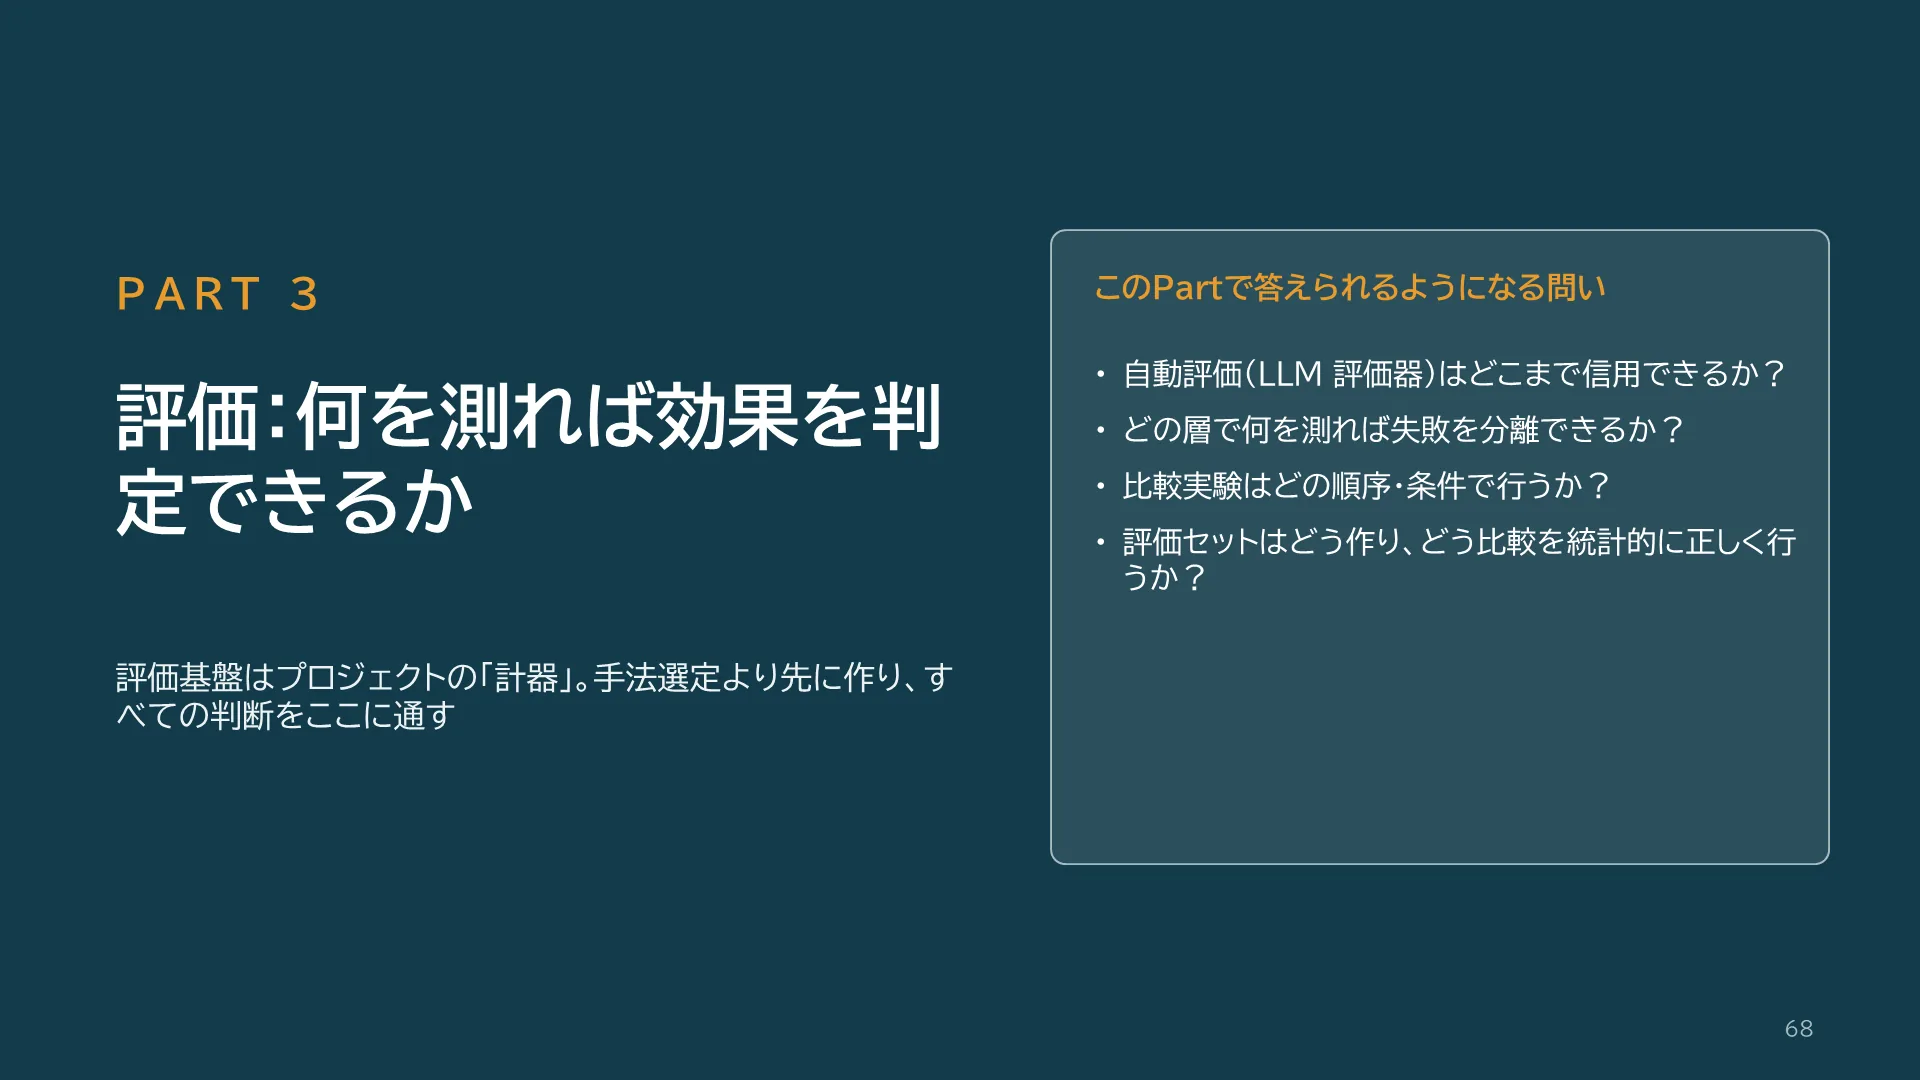 PART 3
評価：何を測れば効果を判
定できるか
評価基盤はプロジェクトの「計器」。手法選定より先に作り、す
べての判断をここに通す
このPartで答えられるようになる問い
• 自動評価（LLM 評価器）はどこまで信用できるか？
• どの層で何を測れば失敗を分離できるか？
• 比較実験はどの順序・条件で行うか？
• 評価セットはどう作り、どう比較を統計的に正しく行
うか？
68